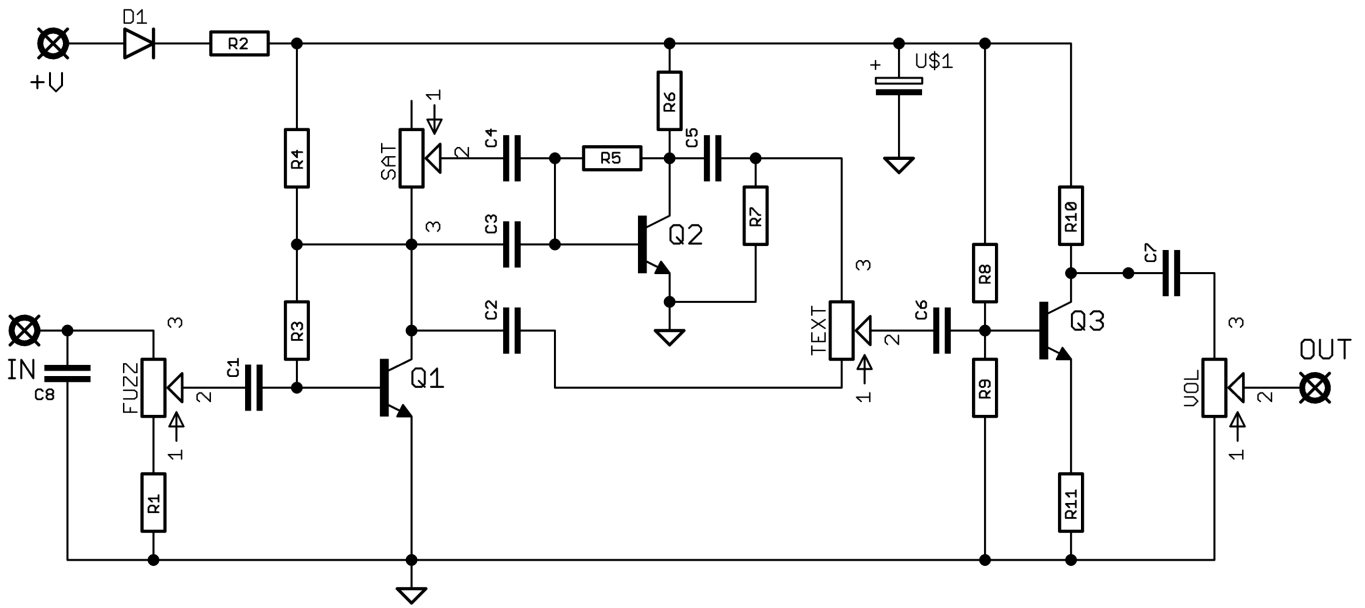 D1
R2
+V
+ U$1
1
R6
C4
C5
R4
SAT
2
R5
R7
R10
C3
3
Q2
C7
3
R8
IN
C8
3
R3
C2
TEXT
C6
2
Q3
3
OUT
FUZZ
2
C1
Q1
1
R9
VOL
2
1
1
R1
R11